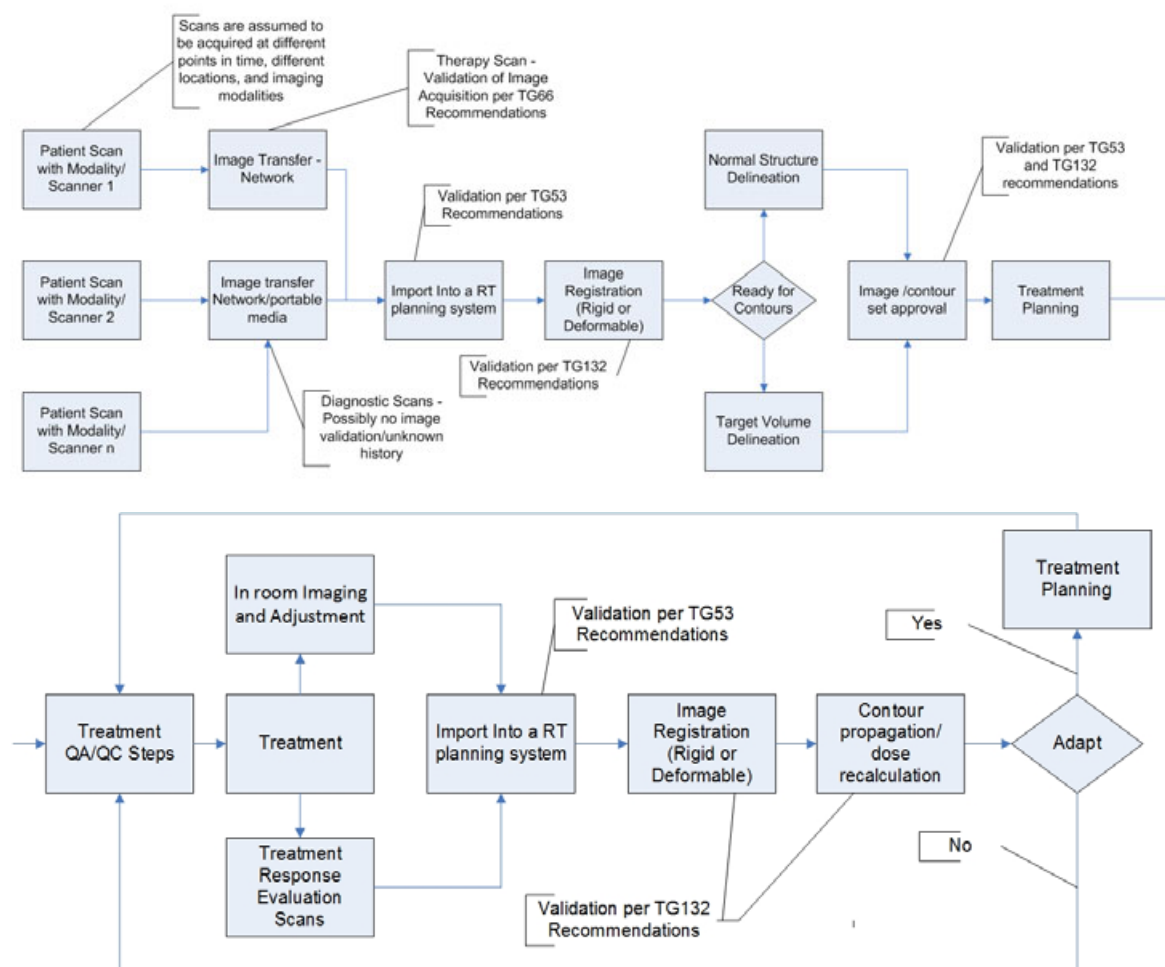 Scans are assumed to
be acquired at different
points in time, different
locations, and imaging
modalities
Therapy Scan -
Validation of Image
Acquisition per TG66
Recommendations
Patient Scan
with Modality/
Scanner 1
Image Transfer -
Network
Normal Structure
Delineation
Validation per TG53
and TG132
recommendations
Validation per TG53
Recommendations
Patient Scan
with Modality/
Scanner 2
Image transfer
Network/portable
media
Import Into a RT
planning system
Image
Registration
(Rigid or
Deformable)
Ready for
Contours
Image /contour
set approval
Treatment
Planning
Validation per TG132
Recommendations
Patient Scan
with Modality/
Scanner n
Diagnostic Scans -
Possibly no image
validation/unknown
history
Target Volume
Delineation
Treatment
Planning
In room Imaging
and Adjustment
Validation per TG53
Recommendations
Yes
Treatment
QA/QC Steps
Treatment
Import Into a RT
planning system
Image
Registration
(Rigid or
Deformable)
Contour
propagation/
dose
recalculation
Adapt
No
Treatment
Response
Evaluation
Scans
Validation per TG132
Recommendations